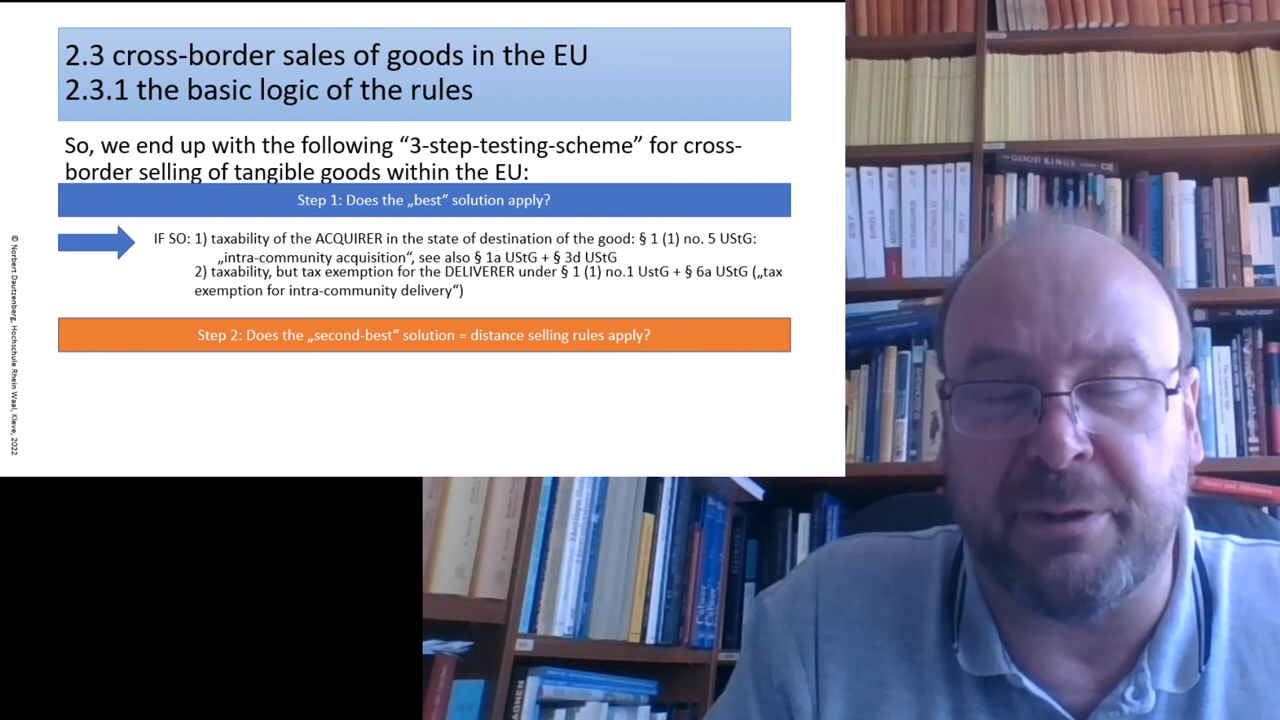 2.3 cross-border sales of goods in the EU
2.3.1 the basic logic of the rules
So, we end up with the following “3-step-testing-scheme” for cross-
border selling of tangible goods within the EU:
Step 1: Does the „best“ solution apply?
IF SO: 1) taxability of the ACQUIRER in the state of destination of the good: § 1 (1) no. 5 UStG:
„intra-community acquisition“, see also § 1a UStG + § 3d UStG
2) taxability, but tax exemption for the DELIVERER under § 1 (1) no.1 UstG + § 6a UStG („tax
exemption for intra-community delivery“)
Step 2: Does the „second-best“ solution = distance selling rules apply?
© Norbert Dautzenberg, Hochschule Rhein Waal, Kleve, 2022
GOOD KINGS